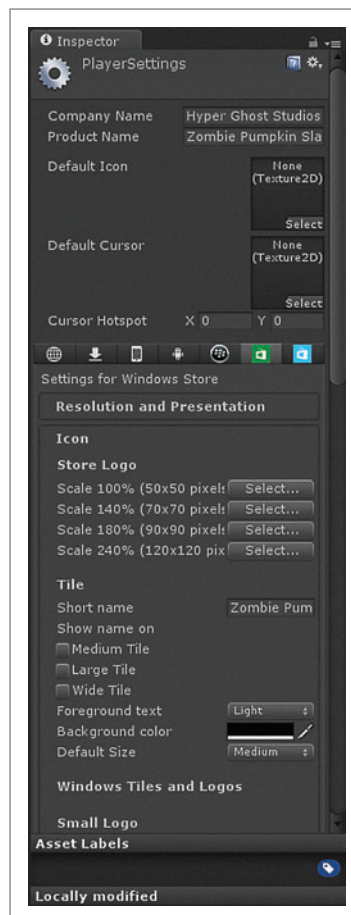 Inspector
PlayerSettings
Company Name Hyper Ghost Studios
Product Name Zombie Pumpkin Sla
Default Icon None
(Texture2D)
Select
Default Cursor None
(Texture2D)
Select
Cursor Hotspot X 0 Y 0
Settings for Windows Store
Resolution and Presentation
Icon
Store Logo
Scale 100% (50x50 pixels Select...
Scale 140% (70x70 pixels Select...
Scale 180% (90x90 pixels Select...
Scale 240% (120x120 pix Select...
Tile
Short name Zombie Pum
Show name on
Medium Tile
Large Tile
Wide Tile
Foreground text Light
Background color
Default Size Medium
Windows Tiles and Logos
Small Logo
Asset Labels
Locally modified